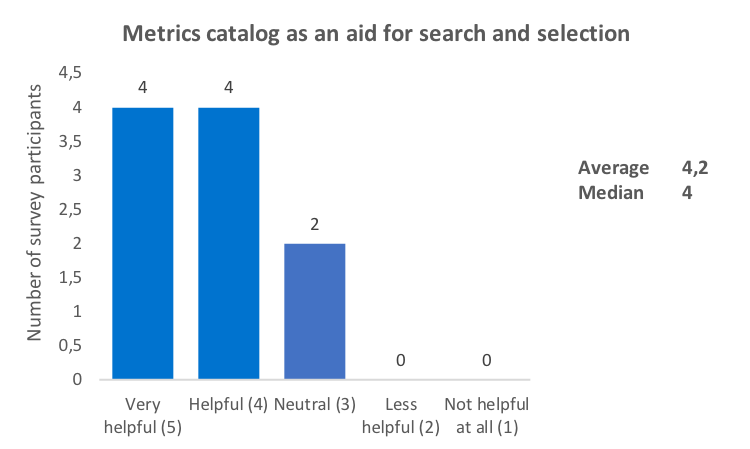 Metrics catalog as an aid for search and selection
Number of survey participants
4,5
4
3,5
3
2,5
2
1,5
1
0,5
0
4
4
2
0
0
Very
helpful (5)
Helpful (4)
Neutral (3)
Less
helpful (2)
Not helpful
at all (1)
Average 4,2
Median 4